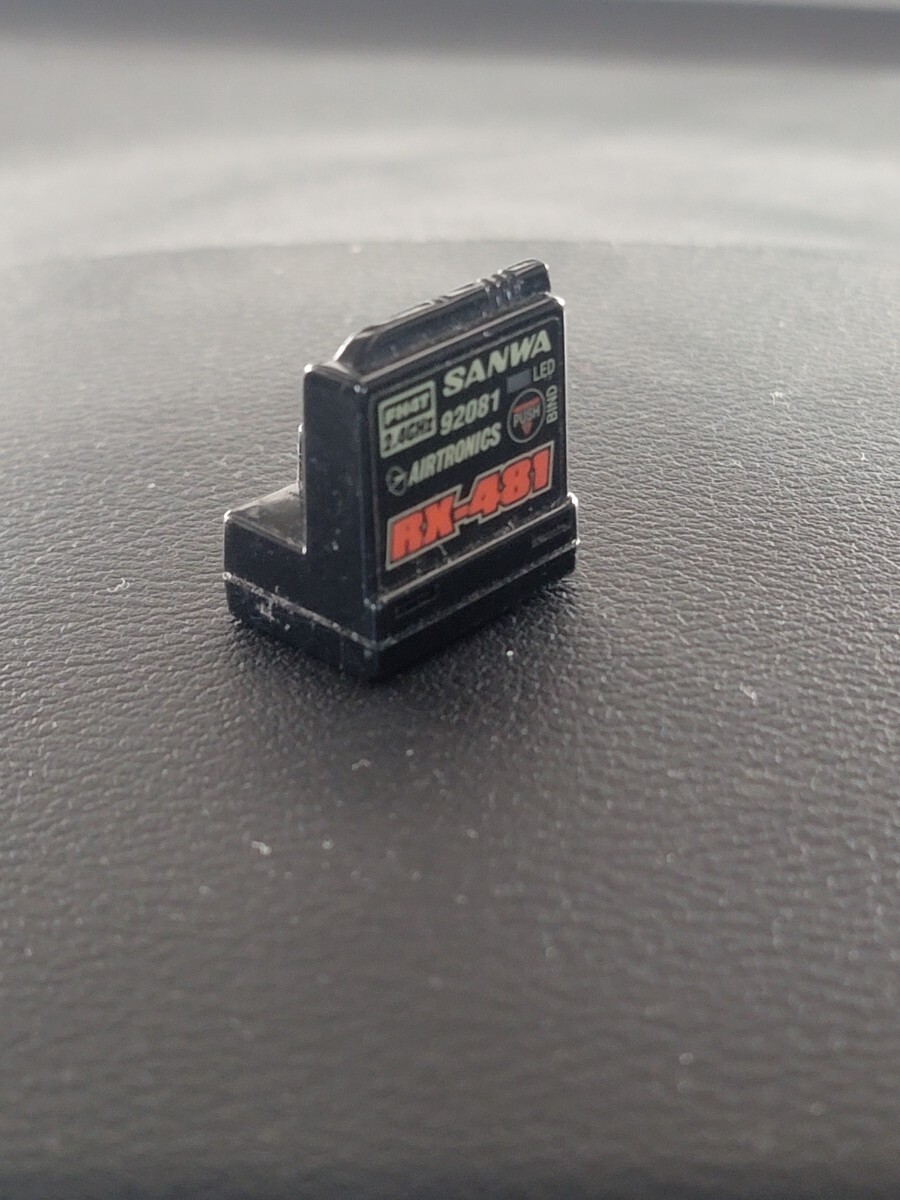 SANWA
FH4T
2.4GHz
92081
LED
PUSH
BIND
AIRTRONICS
RX-481